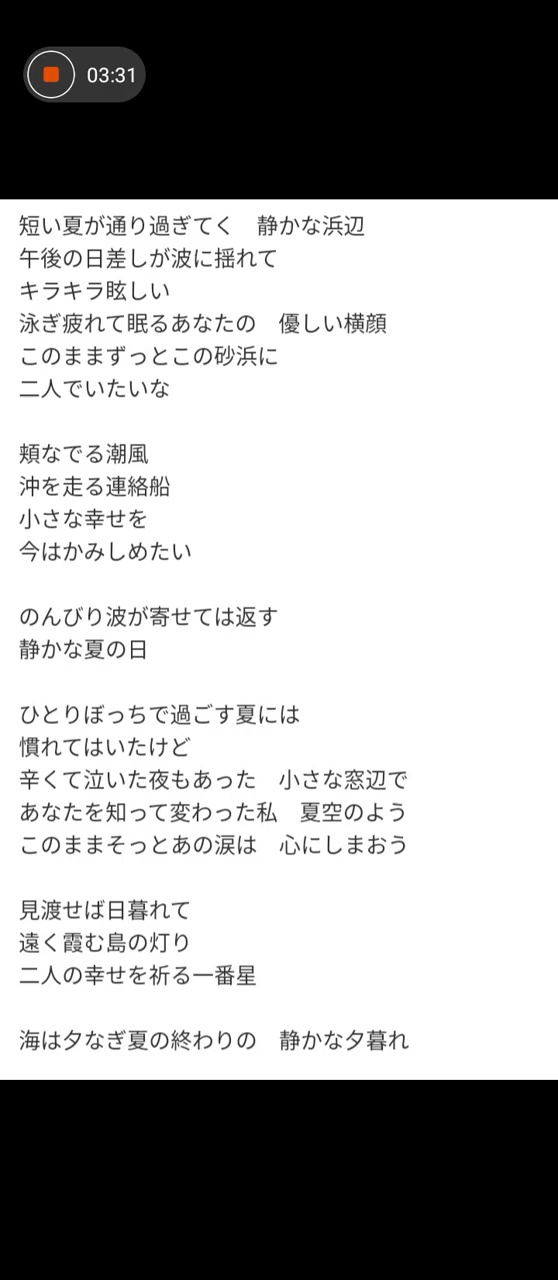 03:31
短い夏が通り過ぎてく　静かな浜辺
午後の日差しが波に揺れて
キラキラ眩しい
泳ぎ疲れて眠るあなたの　優しい横顔
このままずっとこの砂浜に
二人でいたいな
頬なでる潮風
沖を走る連絡船
小さな幸せを
今はかみしめたい
のんびり波が寄せては返す
静かな夏の日
ひとりぼっちで過ごす夏には
慣れてはいたけど
辛くて泣いた夜もあった　小さな窓辺で
あなたを知って変わった私　夏空のよう
このままそっとあの涙は　心にしまおう
見渡せば日暮れて
遠く霞む島の灯り
二人の幸せを祈る一番星
海は夕なぎ夏の終わりの　静かな夕暮れ